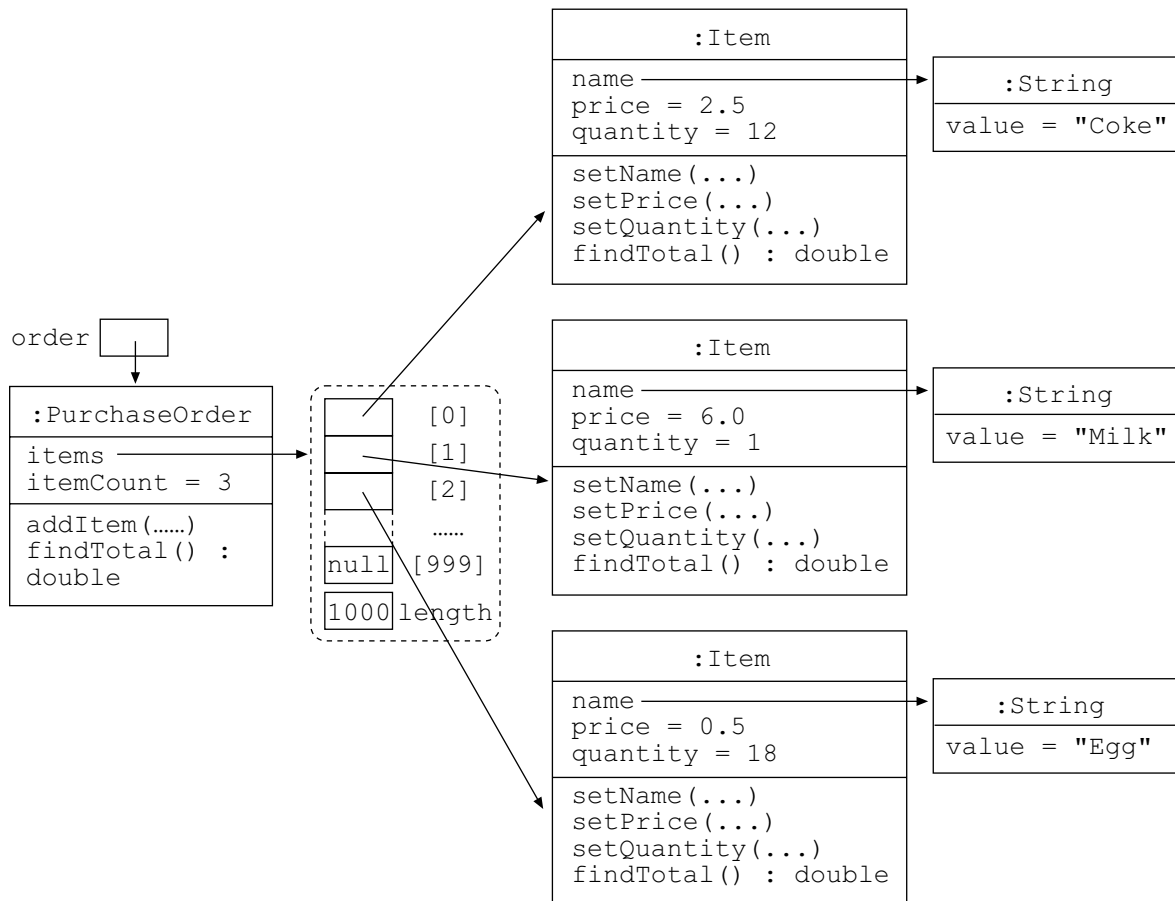 :Item
name
price = 2.5
quantity = 12
setName(...)
setPrice(...)
setQuantity(...)
findTotal() : double
:String
value = "Coke"
order
:PurchaseOrder
items
itemCount = 3
addItem(……)
findTotal() :
double
[0]
[1]
[2]
……
null [999]
1000 length
:Item
name
price = 6.0
quantity = 1
setName(...)
setPrice(...)
setQuantity(...)
findTotal() : double
:String
value = "Milk"
:Item
name
price = 0.5
quantity = 18
setName(...)
setPrice(...)
setQuantity(...)
findTotal() : double
:String
value = "Egg"